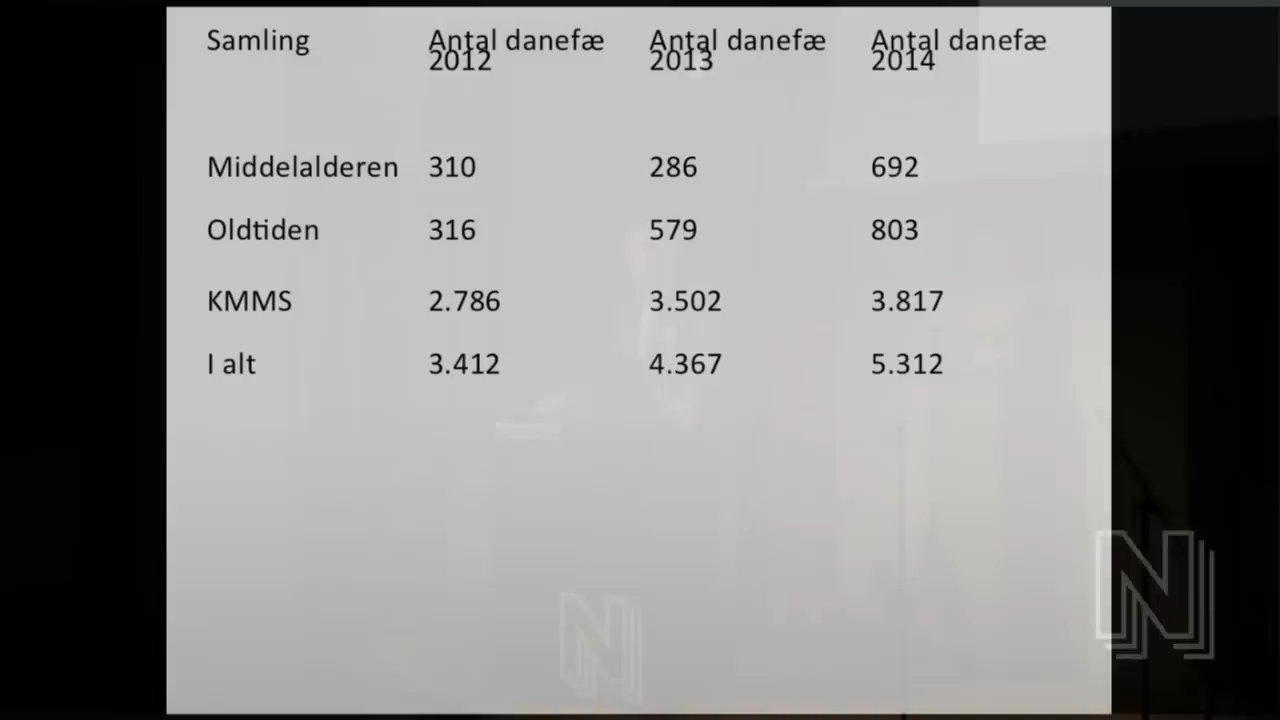 Samling Antal danefæ 2012 Antal danefæ 2013 Antal danefæ 2014
Middelalderen 310 286 692
Oldtiden 316 579 803
KMMS 2.786 3.502 3.817
I alt 3.412 4.367 5.312
N
N